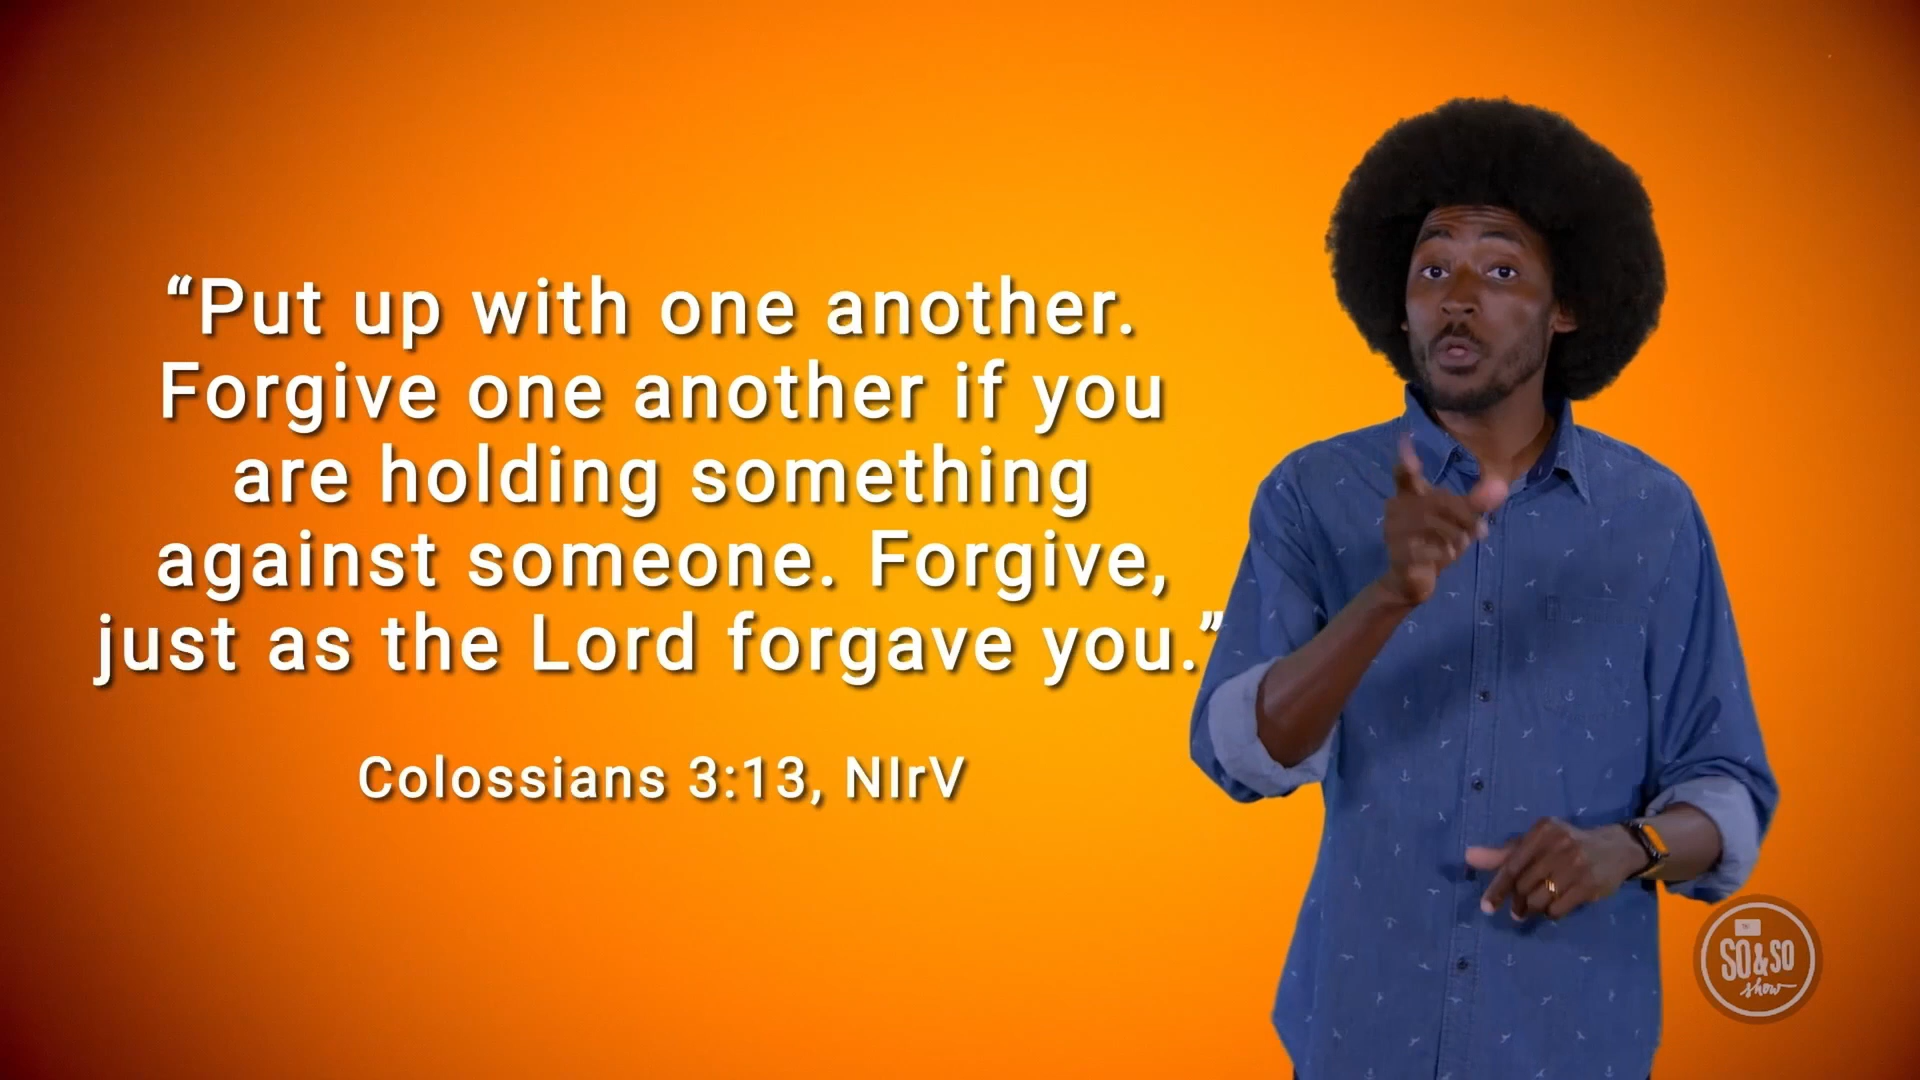 “Put up with one another.
Forgive one another if you
are holding something
against someone. Forgive,
just as the Lord forgave you.”
Colossians 3:13, NIrV
SO & SO
show